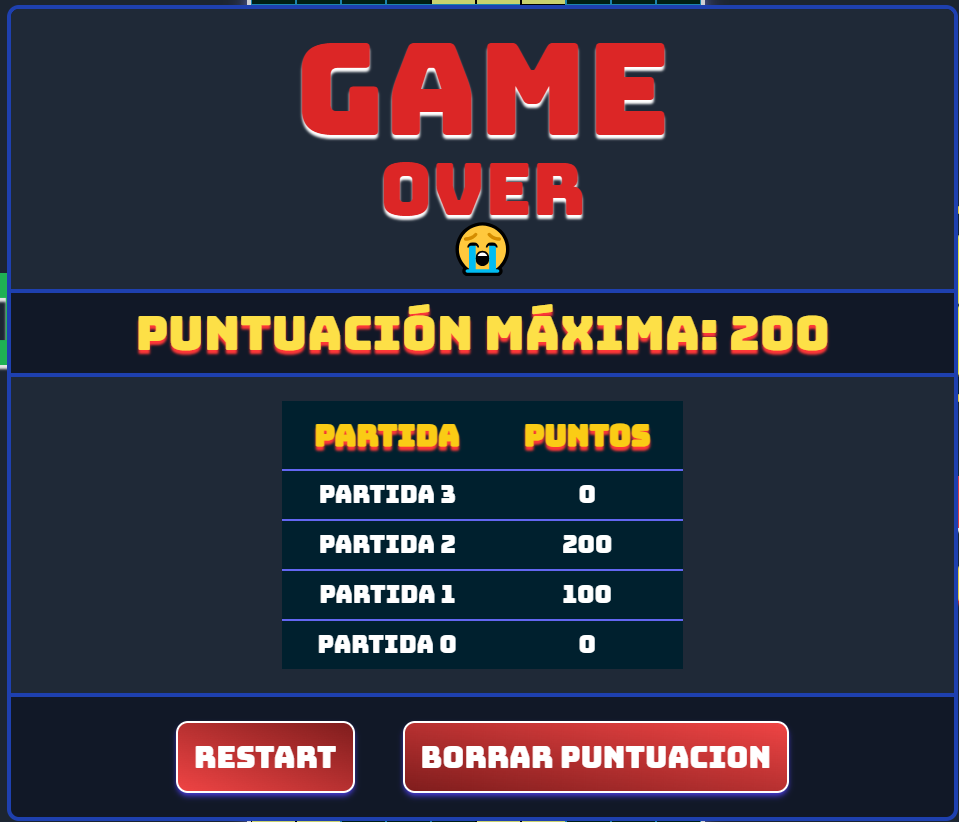 GAME
OVER
PUNTUACIÓN MÁXIMA: 200
PARTIDA PUNTOS
PARTIDA 3 0
PARTIDA 2 200
PARTIDA 1 100
PARTIDA 0 0
RESTART BORRAR PUNTUACION